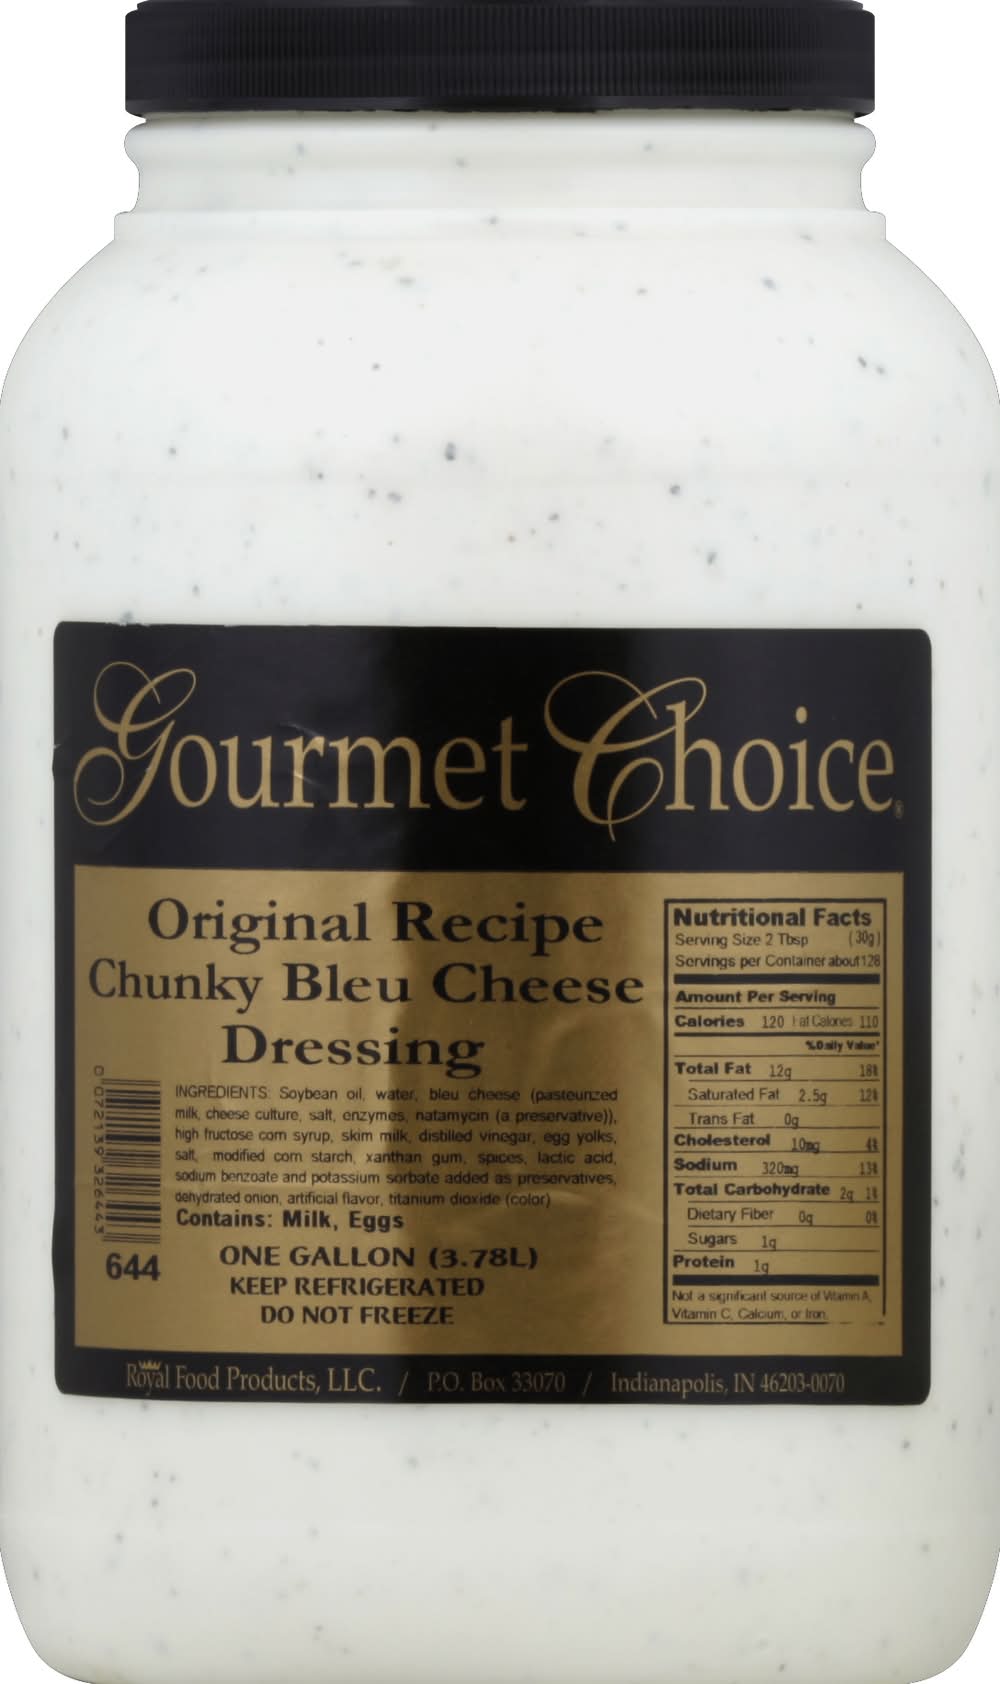 Gourmet Choice®
Original Recipe
Chunky Bleu Cheese
Dressing
INGREDIENTS: Soybean oil, water, bleu cheese (pasteurized
milk, cheese culture, salt, enzymes, natamycin (a preservative)),
high fructose corn syrup, skim milk, distilled vinegar, egg yolks,
salt, modified corn starch, xanthan gum, spices, lactic acid,
sodium benzoate and potassium sorbate added as preservatives,
dehydrated onion, artificial flavor, titanium dioxide (color)
Contains: Milk, Eggs
0 072139 326443
644
ONE GALLON (3.78L)
KEEP REFRIGERATED
DO NOT FREEZE
Nutritional Facts
Serving Size 2 Tbsp (30g)
Servings per Container about 128
Amount Per Serving
Calories 120 Fat Calories 110
%Daily Value*
Total Fat 12g 18%
Saturated Fat 2.5g 12%
Trans Fat 0g
Cholesterol 10mg 4%
Sodium 320mg 13%
Total Carbohydrate 2g 1%
Dietary Fiber 0g 0%
Sugars 1g
Protein 1g
Not a significant source of Vitamin A,
Vitamin C, Calcium, or Iron.
Royal Food Products, LLC. / P.O. Box 33070 / Indianapolis, IN 46203-0070